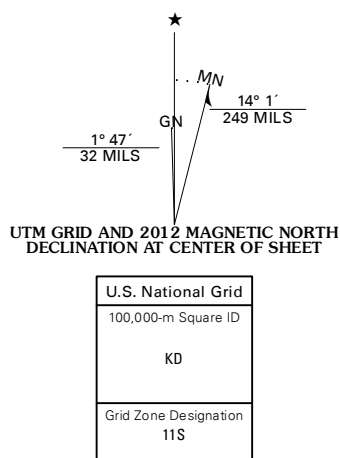 ★
MN
GN
14° 1´
249 MILS
1° 47´
32 MILS
UTM GRID AND 2012 MAGNETIC NORTH
DECLINATION AT CENTER OF SHEET
U.S. National Grid
100,000-m Square ID
KD
Grid Zone Designation
11S